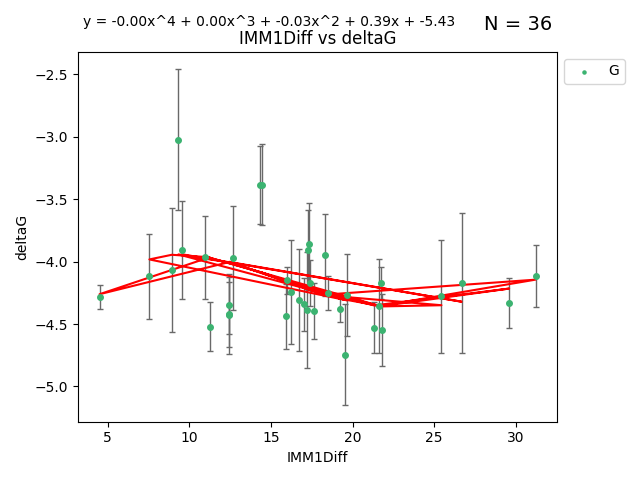 y = -0.00x^4 + 0.00x^3 + -0.03x^2 + 0.39x + -5.43
N = 36
IMM1Diff vs deltaG
G
−2.5
−3.0
−3.5
−4.0
−4.5
−5.0
deltaG
5 10 15 20 25 30
IMM1Diff